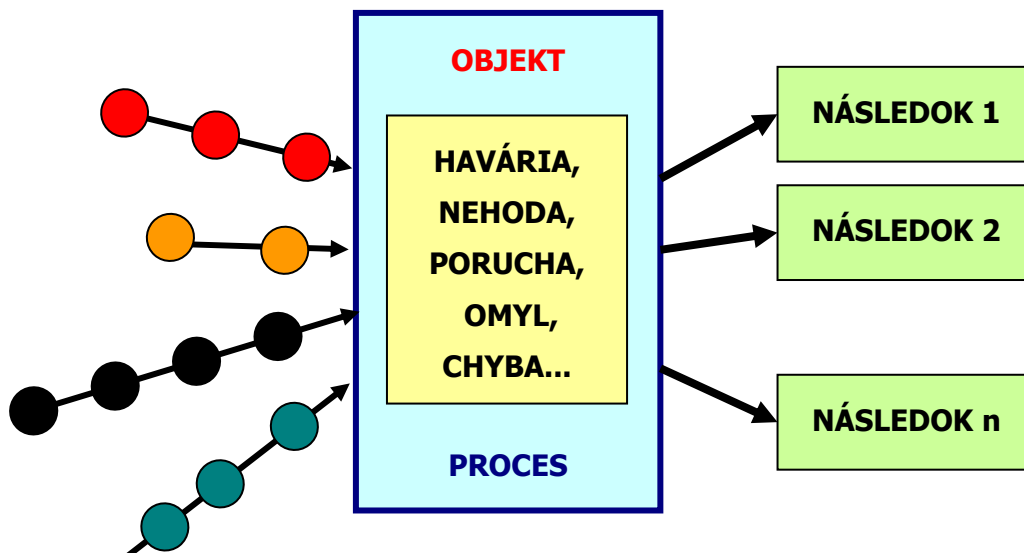 OBJEKT
HAVÁRIA,
NEHODA,
PORUCHA,
OMYL,
CHYBA...
PROCES
NÁSLEDOK 1
NÁSLEDOK 2
NÁSLEDOK n